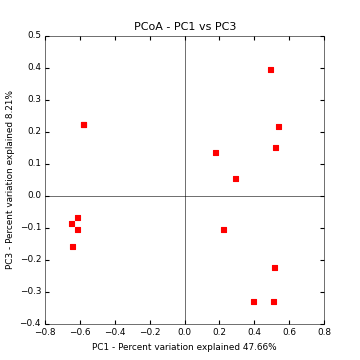 PCoA - PC1 vs PC3
0.5
0.4
0.3
0.2
0.1
0.0
−0.1
−0.2
−0.3
−0.4
PC3 - Percent variation explained 8.21%
−0.8 −0.6 −0.4 −0.2 0.0 0.2 0.4 0.6 0.8
PC1 - Percent variation explained 47.66%